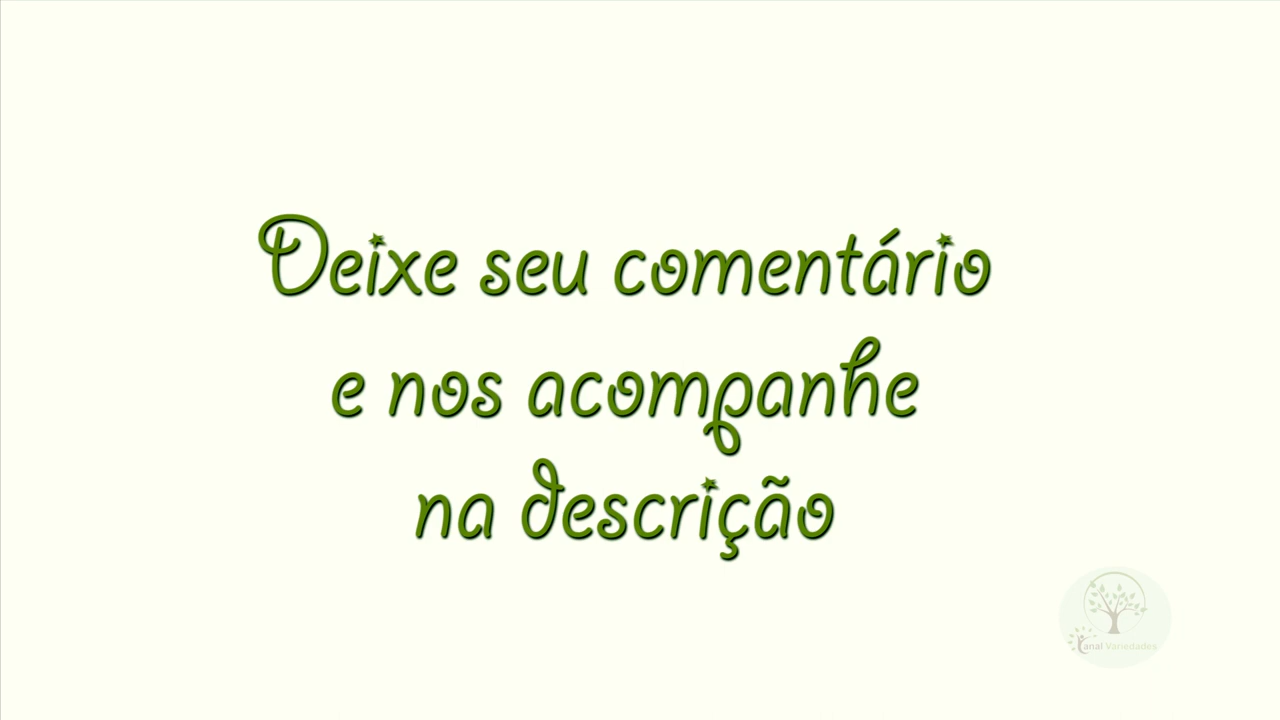 Deixe seu comentário
e nos acompanhe
na descrição
Canal Variedades